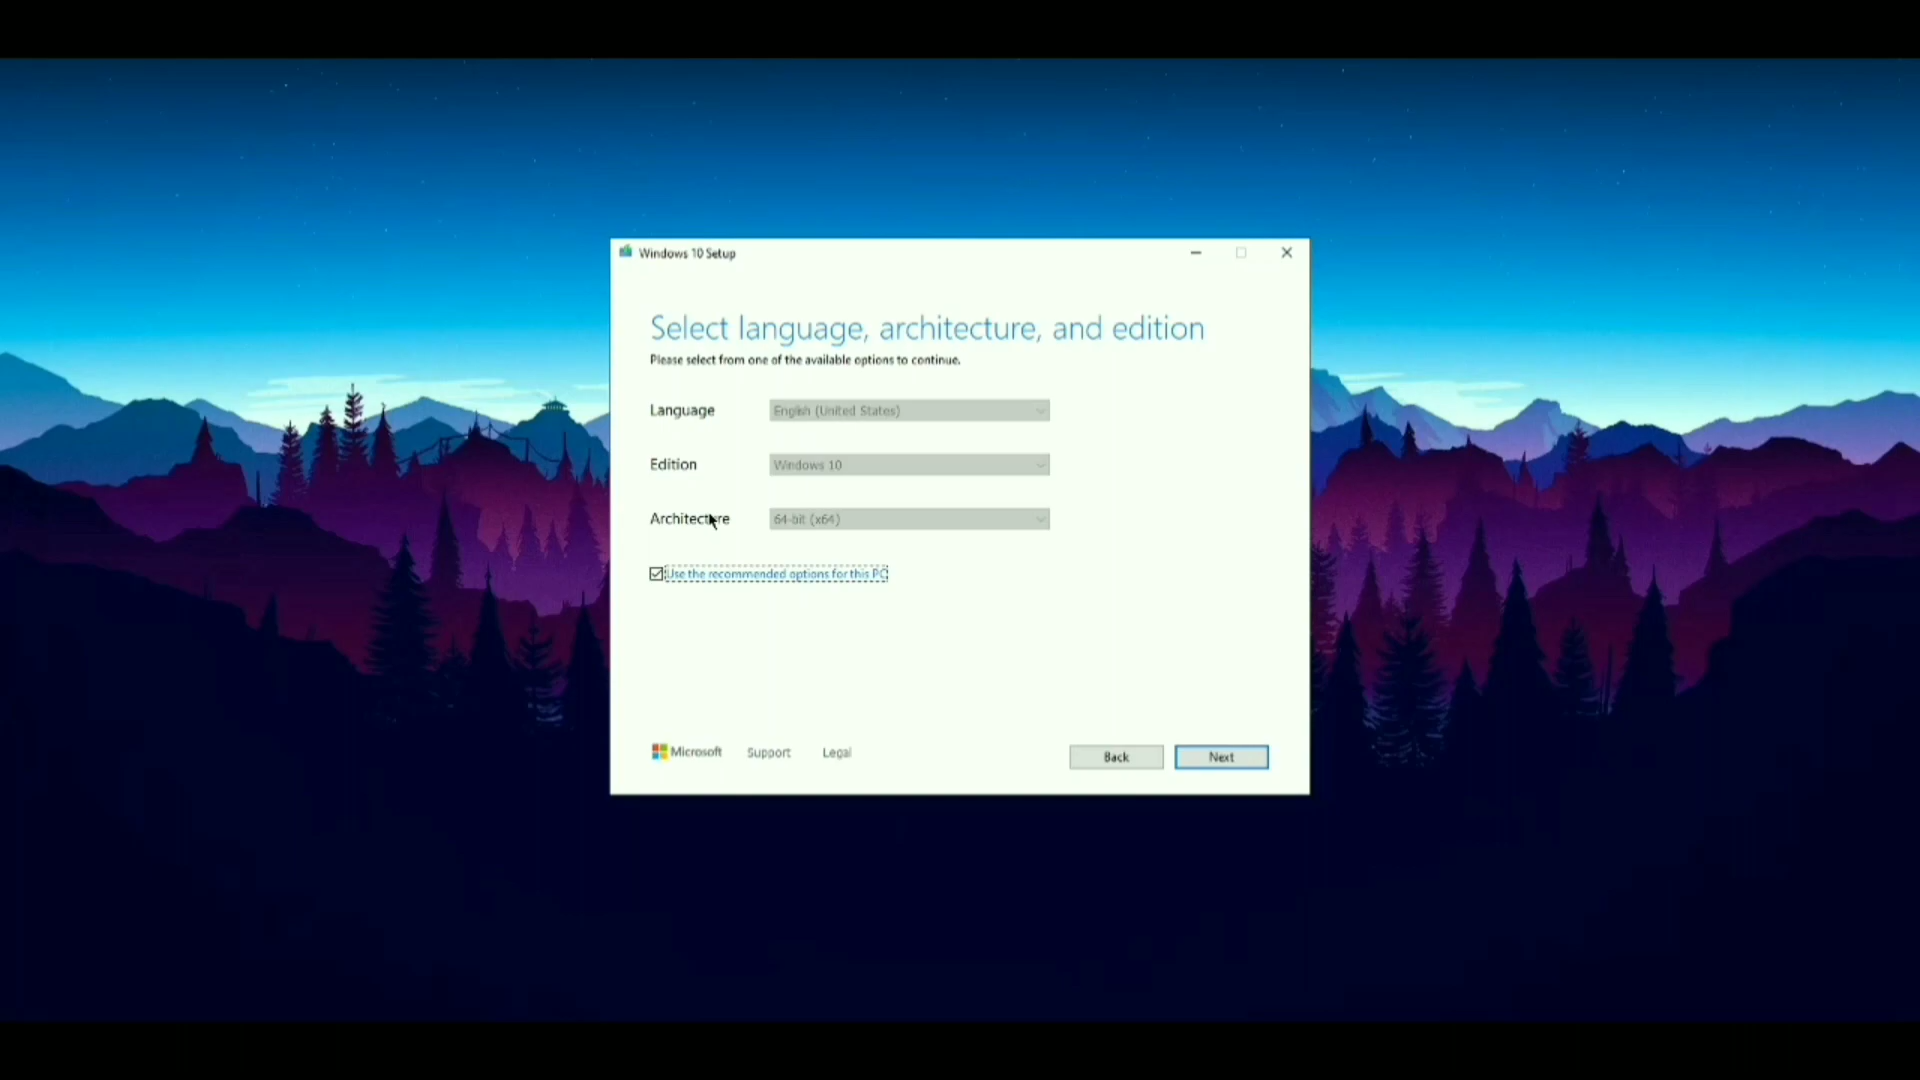 Windows 10 Setup
Select language, architecture, and edition
Please select from one of the available options to continue.
Language English (United States)
Edition Windows 10
Architecture 64-bit (x64)
Use the recommended options for this PC
Microsoft Support Legal Back Next